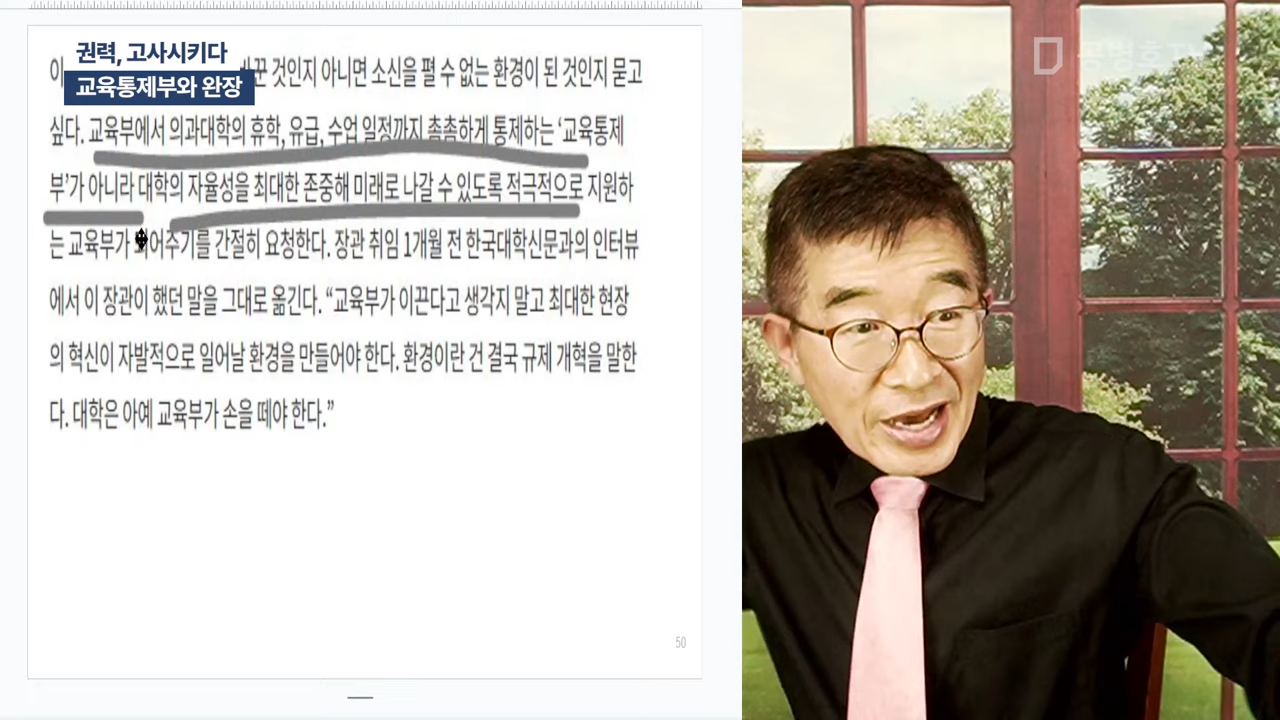 권력, 고사시키다
교육통제부와 완장
이 바꾼 것인지 아니면 소신을 펼 수 없는 환경이 된 것인지 묻고
싶다. 교육부에서 의과대학의 휴학, 유급, 수업 일정까지 촘촘하게 통제하는 ‘교육통제
부’가 아니라 대학의 자율성을 최대한 존중해 미래로 나갈 수 있도록 적극적으로 지원하
는 교육부가 되어주기를 간절히 요청한다. 장관 취임 1개월 전 한국대학신문과의 인터뷰
에서 이 장관이 했던 말을 그대로 옮긴다. “교육부가 이끈다고 생각지 말고 최대한 현장
의 혁신이 자발적으로 일어날 환경을 만들어야 한다. 환경이란 건 결국 규제 개혁을 말한
다. 대학은 아예 교육부가 손을 떼야 한다.”
50
공병호TV